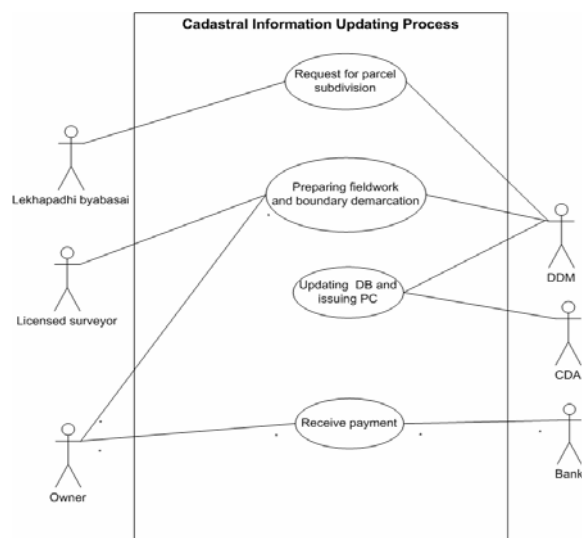 Cadastral Information Updating Process
Request for parcel
subdivision
Lekhapadhi byabasai
Preparing fieldwork
and boundary demarcation
DDM
Updating DB and
issuing PC
Licensed surveyor
CDA
Receive payment
Owner
Bank